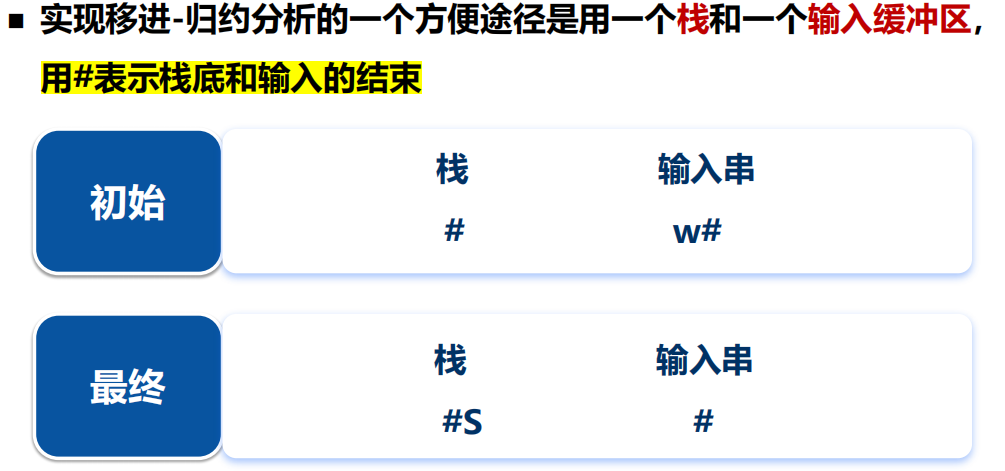 ▪ 实现移进-归约分析的一个方便途径是用一个栈和一个输入缓冲区，
用#表示栈底和输入的结束
初始
栈 输入串
# w#
最终
栈 输入串
#S #